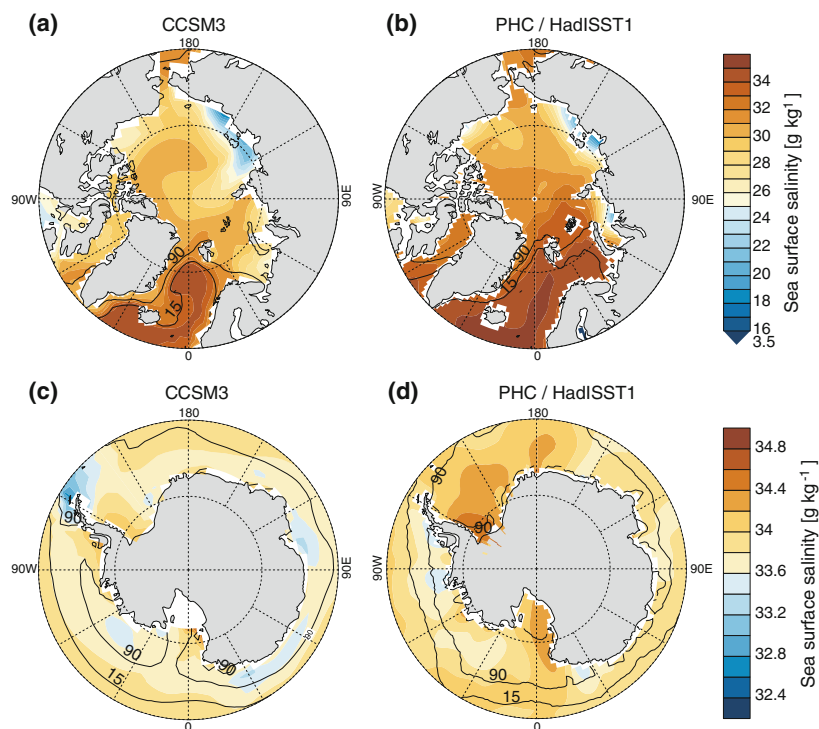 (a) CCSM3
180
90W
90E
90
15
0
(b) PHC / HadISST1
180
90W
90E
90
15
0
34
32
30
28
26
24
22
20
18
16
3.5
Sea surface salinity [g kg¹]
(c) CCSM3
180
90
90W
90E
90
90
90
15
0
(d) PHC / HadISST1
180
90
90
90W
90E
90
15
0
34.8
34.4
34
33.6
33.2
32.8
32.4
Sea surface salinity [g kg⁻¹]